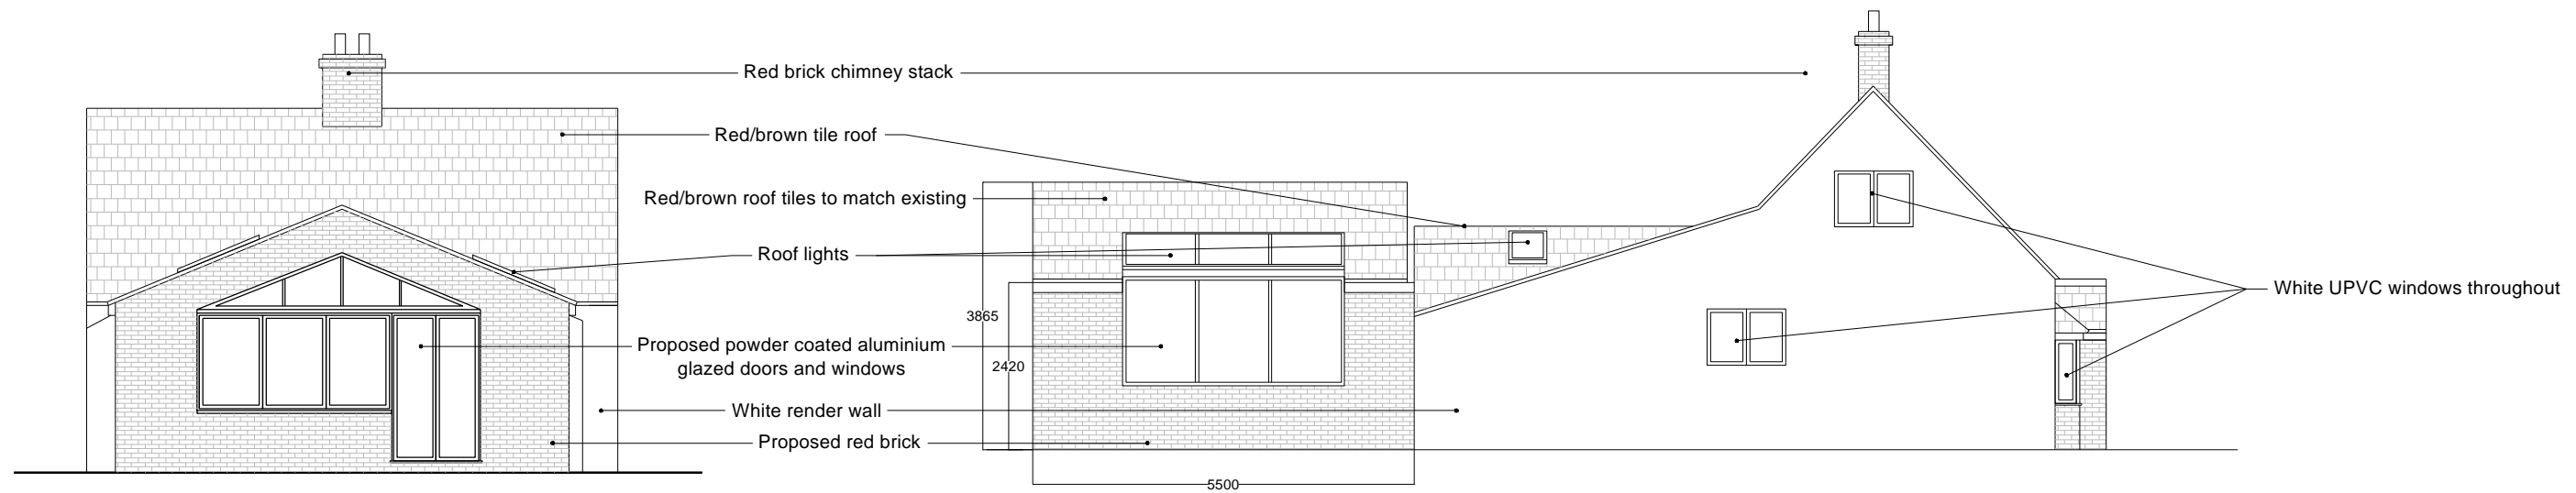 Red brick chimney stack
Red/brown tile roof
Red/brown roof tiles to match existing
Roof lights
3865
2420
Proposed powder coated aluminium
glazed doors and windows
White render wall
Proposed red brick
5500
White UPVC windows throughout